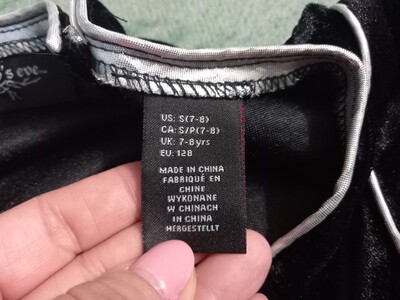 's eve
US: S(7-8)
CA: S/P(7-8)
UK: 7-8yrs
EU: 128
MADE IN CHINA
FABRIQUÉ EN
CHINE
WYKONANE
W CHINACH
IN CHINA
HERGESTELLT